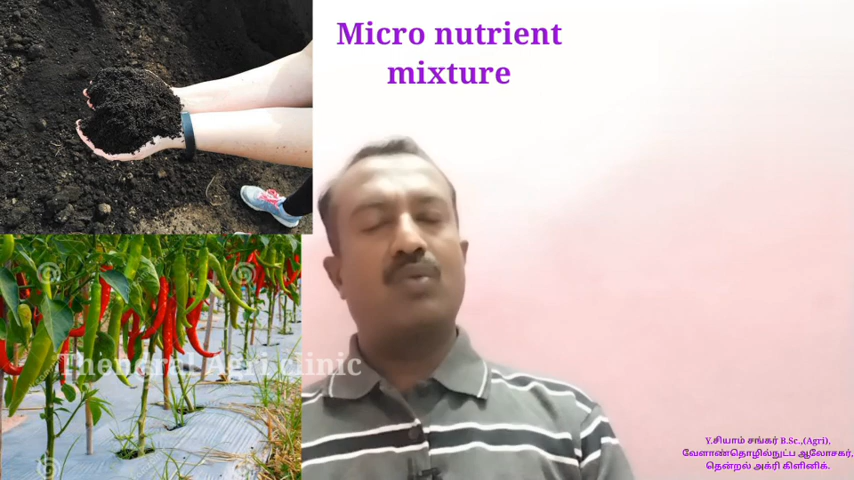 Micro nutrient
mixture
Thendral Agri clinic
Y.சியாம் சங்கர் B.Sc.,(Agri),
வேளாண்தொழில்நுட்ப ஆலோசகர்,
தென்றல் அக்ரி கிளினிக்.